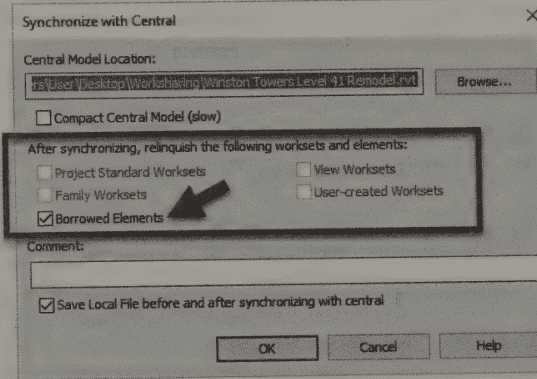 Synchronize with Central
Central Model Location:
rs\User\Desktop\Worksharing\Winston Towers Level 41 Remodel.rvt
Browse...
Compact Central Model (slow)
After synchronizing, relinquish the following worksets and elements:
Project Standard Worksets
View Worksets
Family Worksets
User-created Worksets
Borrowed Elements
Comment:
Save Local File before and after synchronizing with central
OK
Cancel
Help